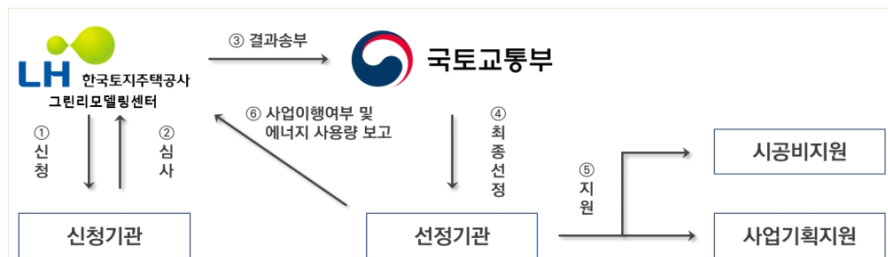 ③ 결과송부
LH 한국토지주택공사
그린리모델링센터
국토교통부
⑥ 사업이행여부 및
에너지 사용량 보고
① 신청
② 심사
④ 최종선정
⑤ 지원
시공비지원
신청기관
선정기관
사업기획지원